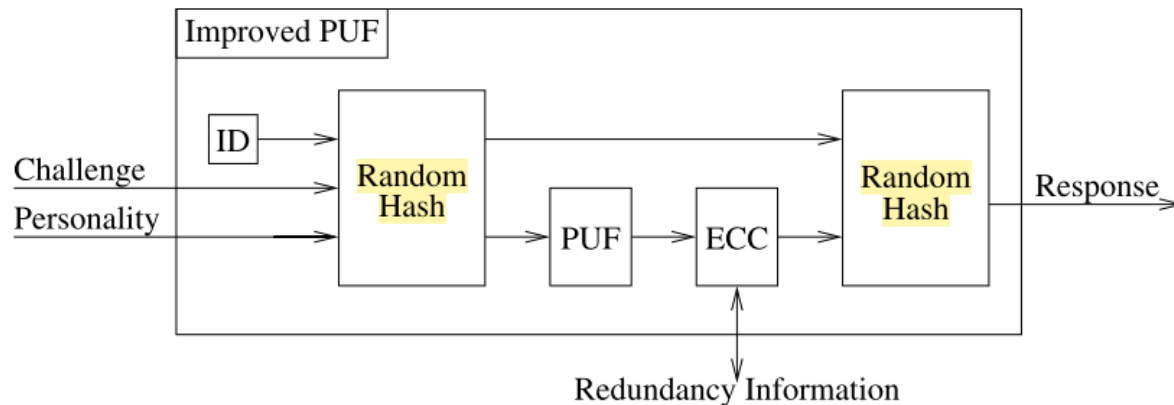 Improved PUF
ID
Challenge
Personality
Random
Hash
PUF
ECC
Random
Hash
Response
Redundancy Information